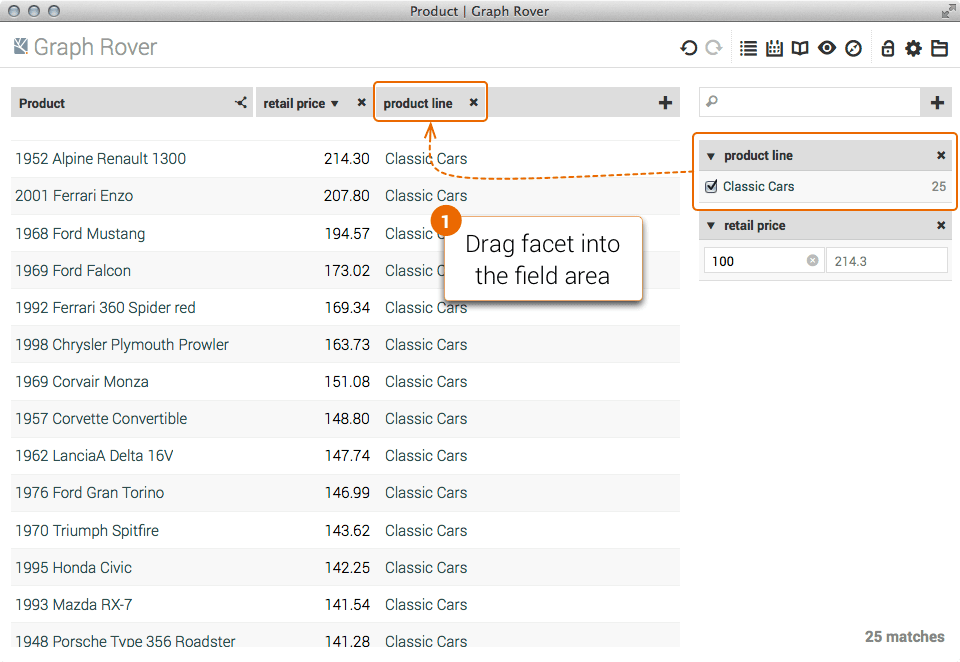 Product | Graph Rover
Graph Rover
Product retail price ▼ × product line × +
+
1952 Alpine Renault 1300 214.30 Classic Cars
2001 Ferrari Enzo 207.80 Classic Cars
1968 Ford Mustang 194.57 Classic
1969 Ford Falcon 173.02 Classic
1992 Ferrari 360 Spider red 169.34 Classic Cars
1998 Chrysler Plymouth Prowler 163.73 Classic Cars
1969 Corvair Monza 151.08 Classic Cars
1957 Corvette Convertible 148.80 Classic Cars
1962 LanciaA Delta 16V 147.74 Classic Cars
1976 Ford Gran Torino 146.99 Classic Cars
1970 Triumph Spitfire 143.62 Classic Cars
1995 Honda Civic 142.25 Classic Cars
1993 Mazda RX-7 141.54 Classic Cars
1948 Porsche Type 356 Roadster 141.28 Classic Cars
1
Drag facet into
the field area
▼ product line ×
Classic Cars 25
▼ retail price ×
100 214.3
25 matches